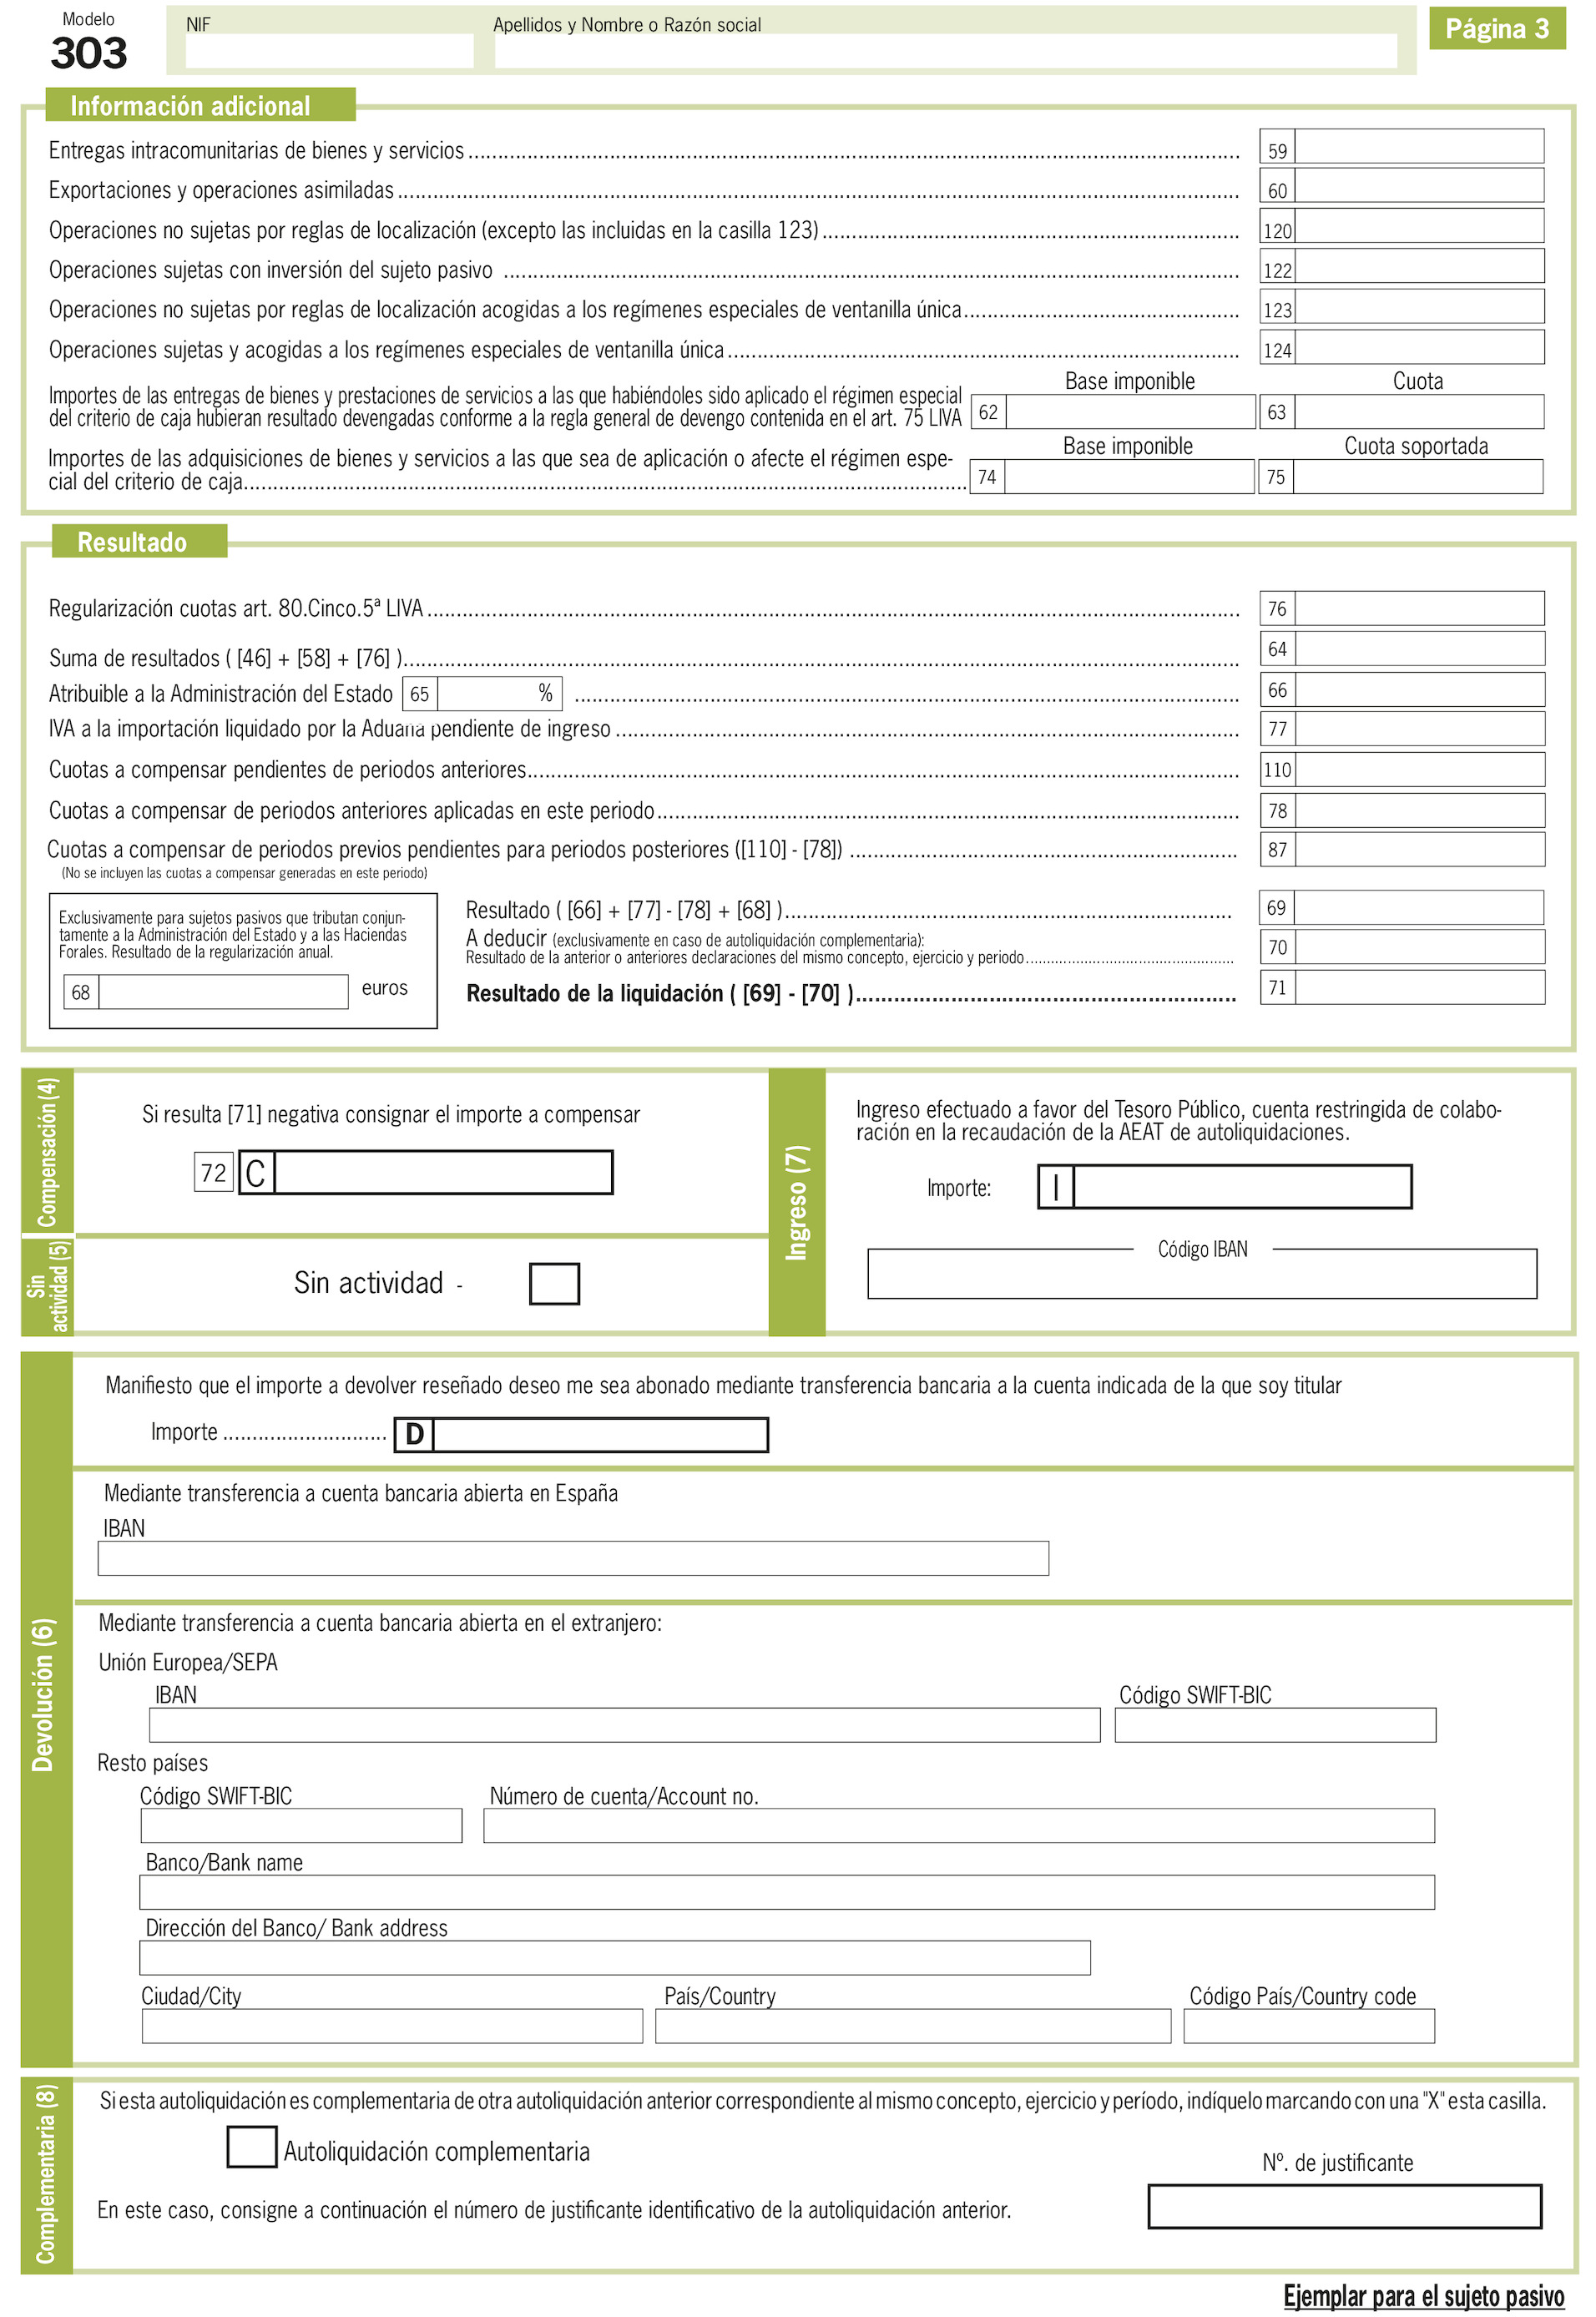 Modelo
303
NIF
Apellidos y Nombre o Razón social
Página 3
Información adicional
Entregas intracomunitarias de bienes y servicios 59
Exportaciones y operaciones asimiladas 60
Operaciones no sujetas por reglas de localización (excepto las incluidas en la casilla 123) 120
Operaciones sujetas con inversión del sujeto pasivo 122
Operaciones no sujetas por reglas de localización acogidas a los regímenes especiales de ventanilla única 123
Operaciones sujetas y acogidas a los regímenes especiales de ventanilla única 124
Base imponible Cuota
Importes de las entregas de bienes y prestaciones de servicios a las que habiéndoles sido aplicado el régimen especial
del criterio de caja hubieran resultado devengadas conforme a la regla general de devengo contenida en el art. 75 LIVA 62 63
Base imponible Cuota soportada
Importes de las adquisiciones de bienes y servicios a las que sea de aplicación o afecte el régimen espe-
cial del criterio de caja 74 75
Resultado
Regularización cuotas art. 80.Cinco.5ª LIVA 76
Suma de resultados ( [46] + [58] + [76] ) 64
Atribuible a la Administración del Estado 65 % 66
IVA a la importación liquidado por la Aduana pendiente de ingreso 77
Cuotas a compensar pendientes de periodos anteriores 110
Cuotas a compensar de periodos anteriores aplicadas en este periodo 78
Cuotas a compensar de periodos previos pendientes para periodos posteriores ([110] - [78]) 87
(No se incluyen las cuotas a compensar generadas en este periodo)
Exclusivamente para sujetos pasivos que tributan conjun-
tamente a la Administración del Estado y a las Haciendas
Forales. Resultado de la regularización anual.
68 euros
Resultado ( [66] + [77] - [78] + [68] ) 69
A deducir (exclusivamente en caso de autoliquidación complementaria):
Resultado de la anterior o anteriores declaraciones del mismo concepto, ejercicio y periodo 70
Resultado de la liquidación ( [69] - [70] ) 71
Compensación (4)
Si resulta [71] negativa consignar el importe a compensar
72 C
Sin
actividad (5)
Sin actividad -
Ingreso (7)
Ingreso efectuado a favor del Tesoro Público, cuenta restringida de colabo-
ración en la recaudación de la AEAT de autoliquidaciones.
Importe: I
Código IBAN
Devolución (6)
Manifiesto que el importe a devolver reseñado deseo me sea abonado mediante transferencia bancaria a la cuenta indicada de la que soy titular
Importe D
Mediante transferencia a cuenta bancaria abierta en España
IBAN
Mediante transferencia a cuenta bancaria abierta en el extranjero:
Unión Europea/SEPA
IBAN Código SWIFT-BIC
Resto países
Código SWIFT-BIC Número de cuenta/Account no.
Banco/Bank name
Dirección del Banco/ Bank address
Ciudad/City País/Country Código País/Country code
Complementaria (8)
Si esta autoliquidación es complementaria de otra autoliquidación anterior correspondiente al mismo concepto, ejercicio y período, indíquelo marcando con una "X" esta casilla.
Autoliquidación complementaria
Nº. de justificante
En este caso, consigne a continuación el número de justificante identificativo de la autoliquidación anterior.
Ejemplar para el sujeto pasivo